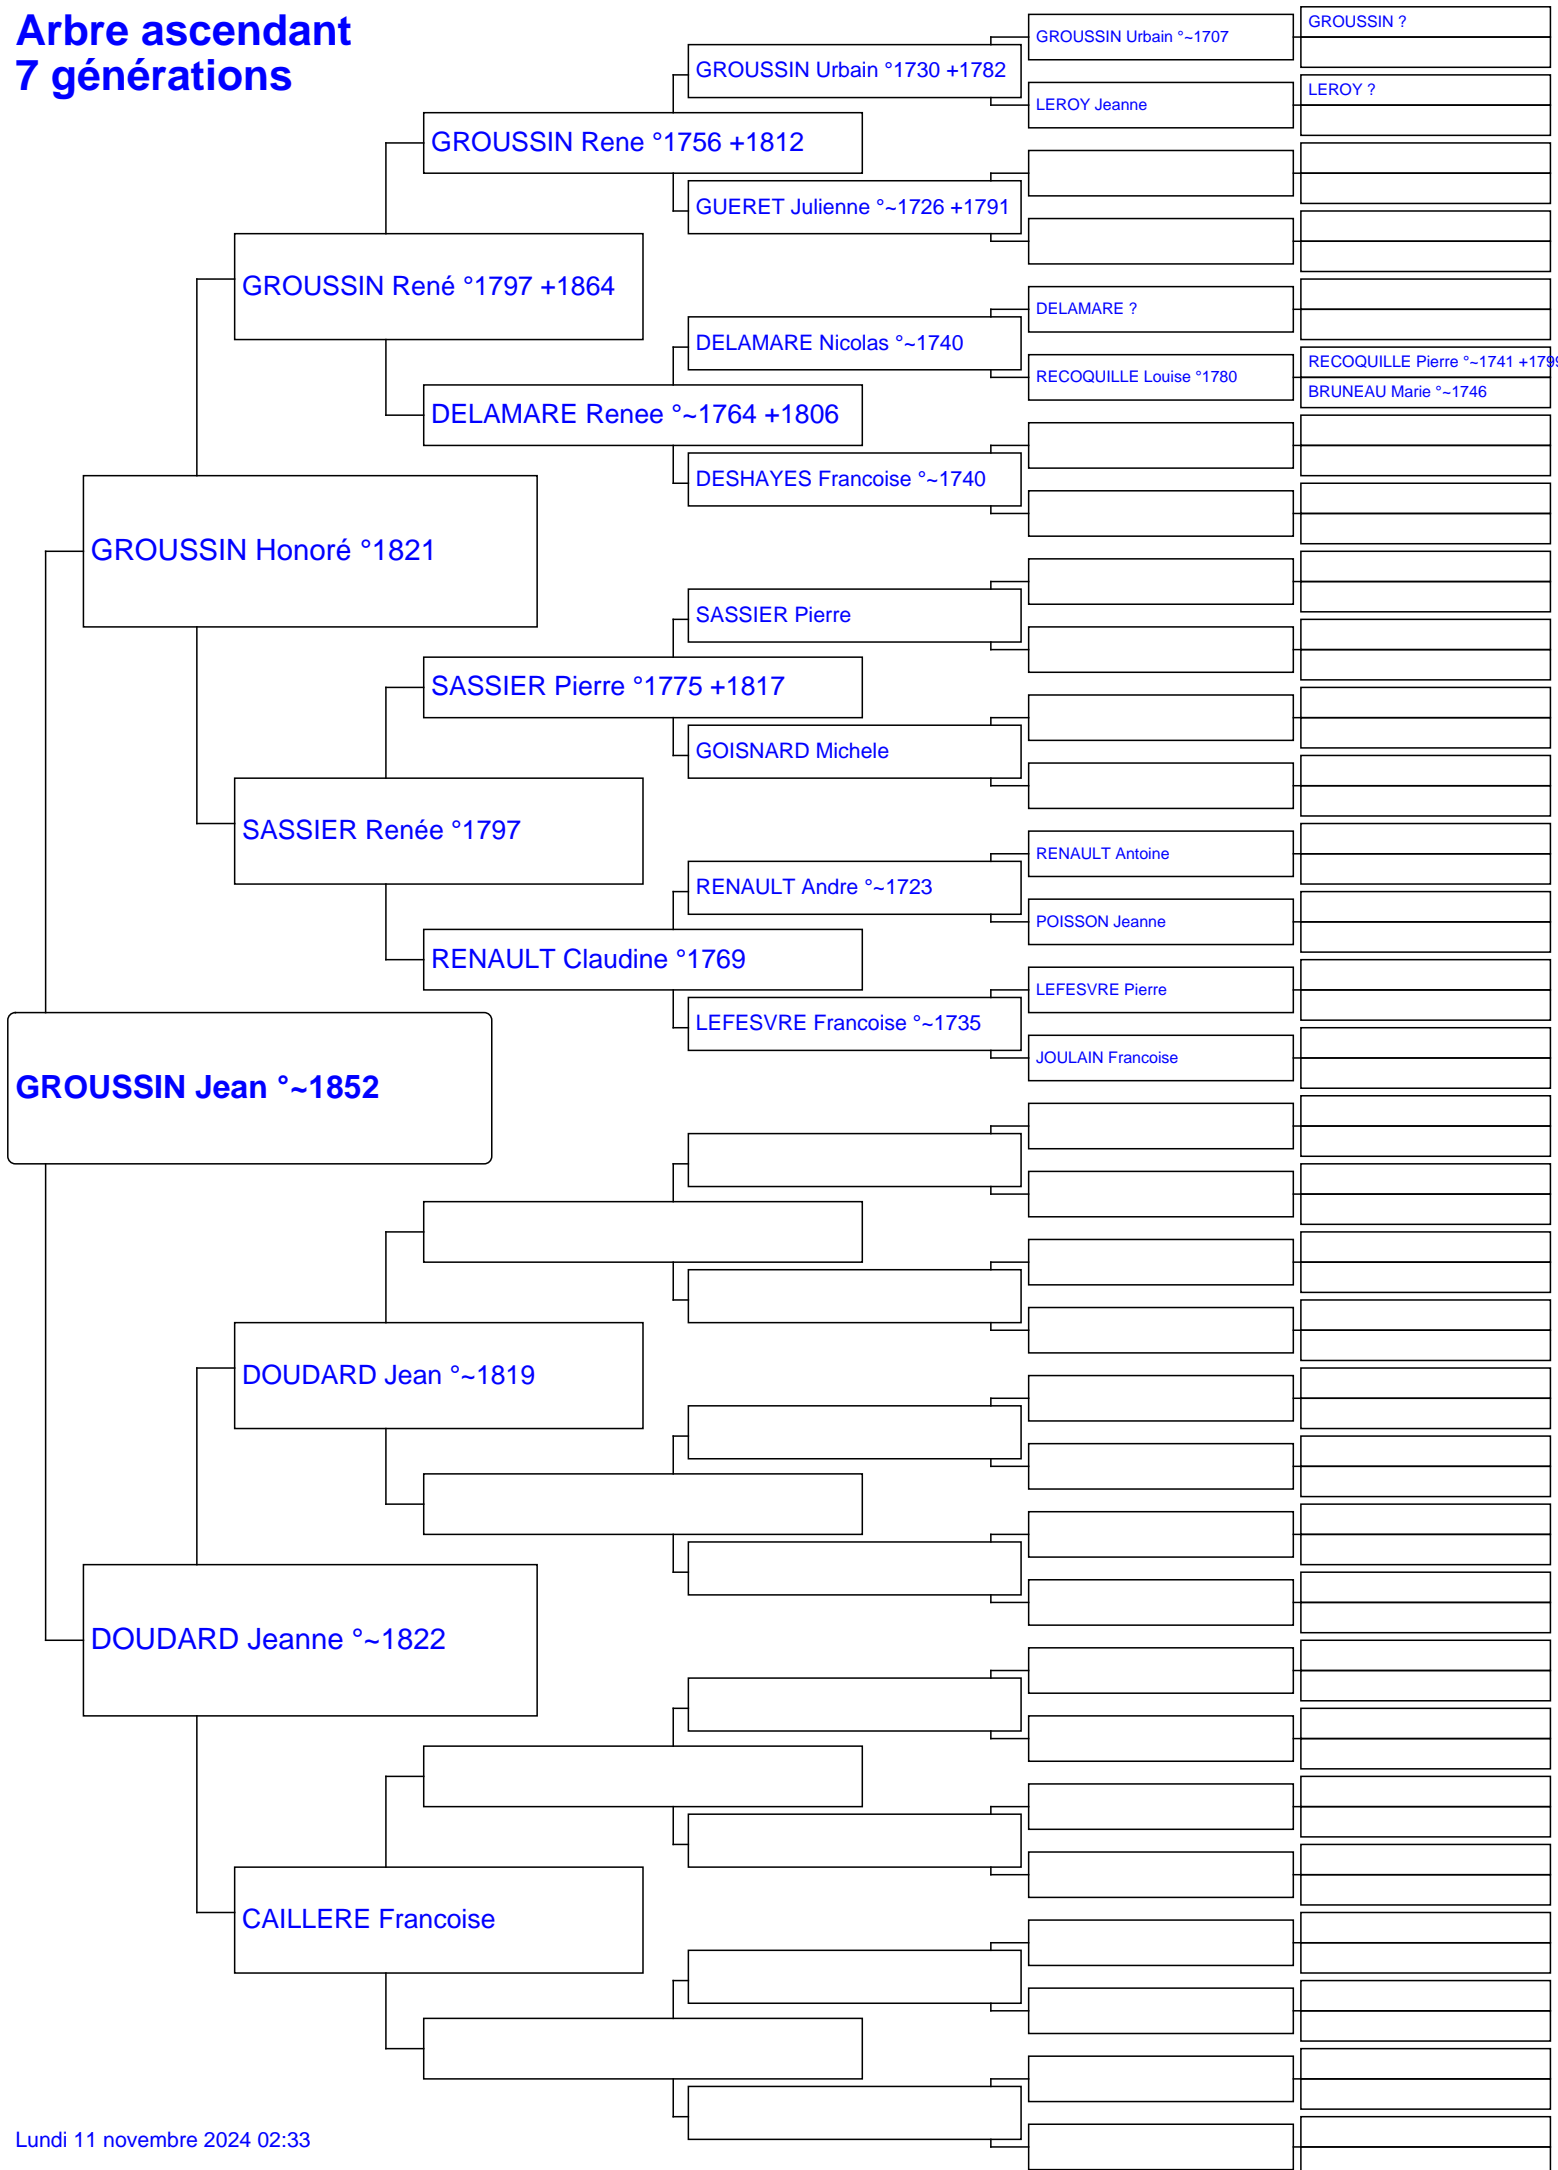 Arbre ascendant
7 générations
GROUSSIN Jean °~1852
GROUSSIN Honoré °1821
DOUDARD Jeanne °~1822
GROUSSIN René °1797 +1864
SASSIER Renée °1797
DOUDARD Jean °~1819
CAILLERE Francoise
GROUSSIN Rene °1756 +1812
DELAMARE Renee °~1764 +1806
SASSIER Pierre °1775 +1817
RENAULT Claudine °1769
GROUSSIN Urbain °1730 +1782
GUERET Julienne °~1726 +1791
DELAMARE Nicolas °~1740
DESHAYES Francoise °~1740
SASSIER Pierre
GOISNARD Michele
RENAULT Andre °~1723
LEFESVRE Francoise °~1735
GROUSSIN Urbain °~1707
LEROY Jeanne
DELAMARE ?
RECOQUILLE Louise °1780
RENAULT Antoine
POISSON Jeanne
LEFESVRE Pierre
JOULAIN Francoise
GROUSSIN ?
LEROY ?
RECOQUILLE Pierre °~1741 +1799
BRUNEAU Marie °~1746
Lundi 11 novembre 2024 02:33